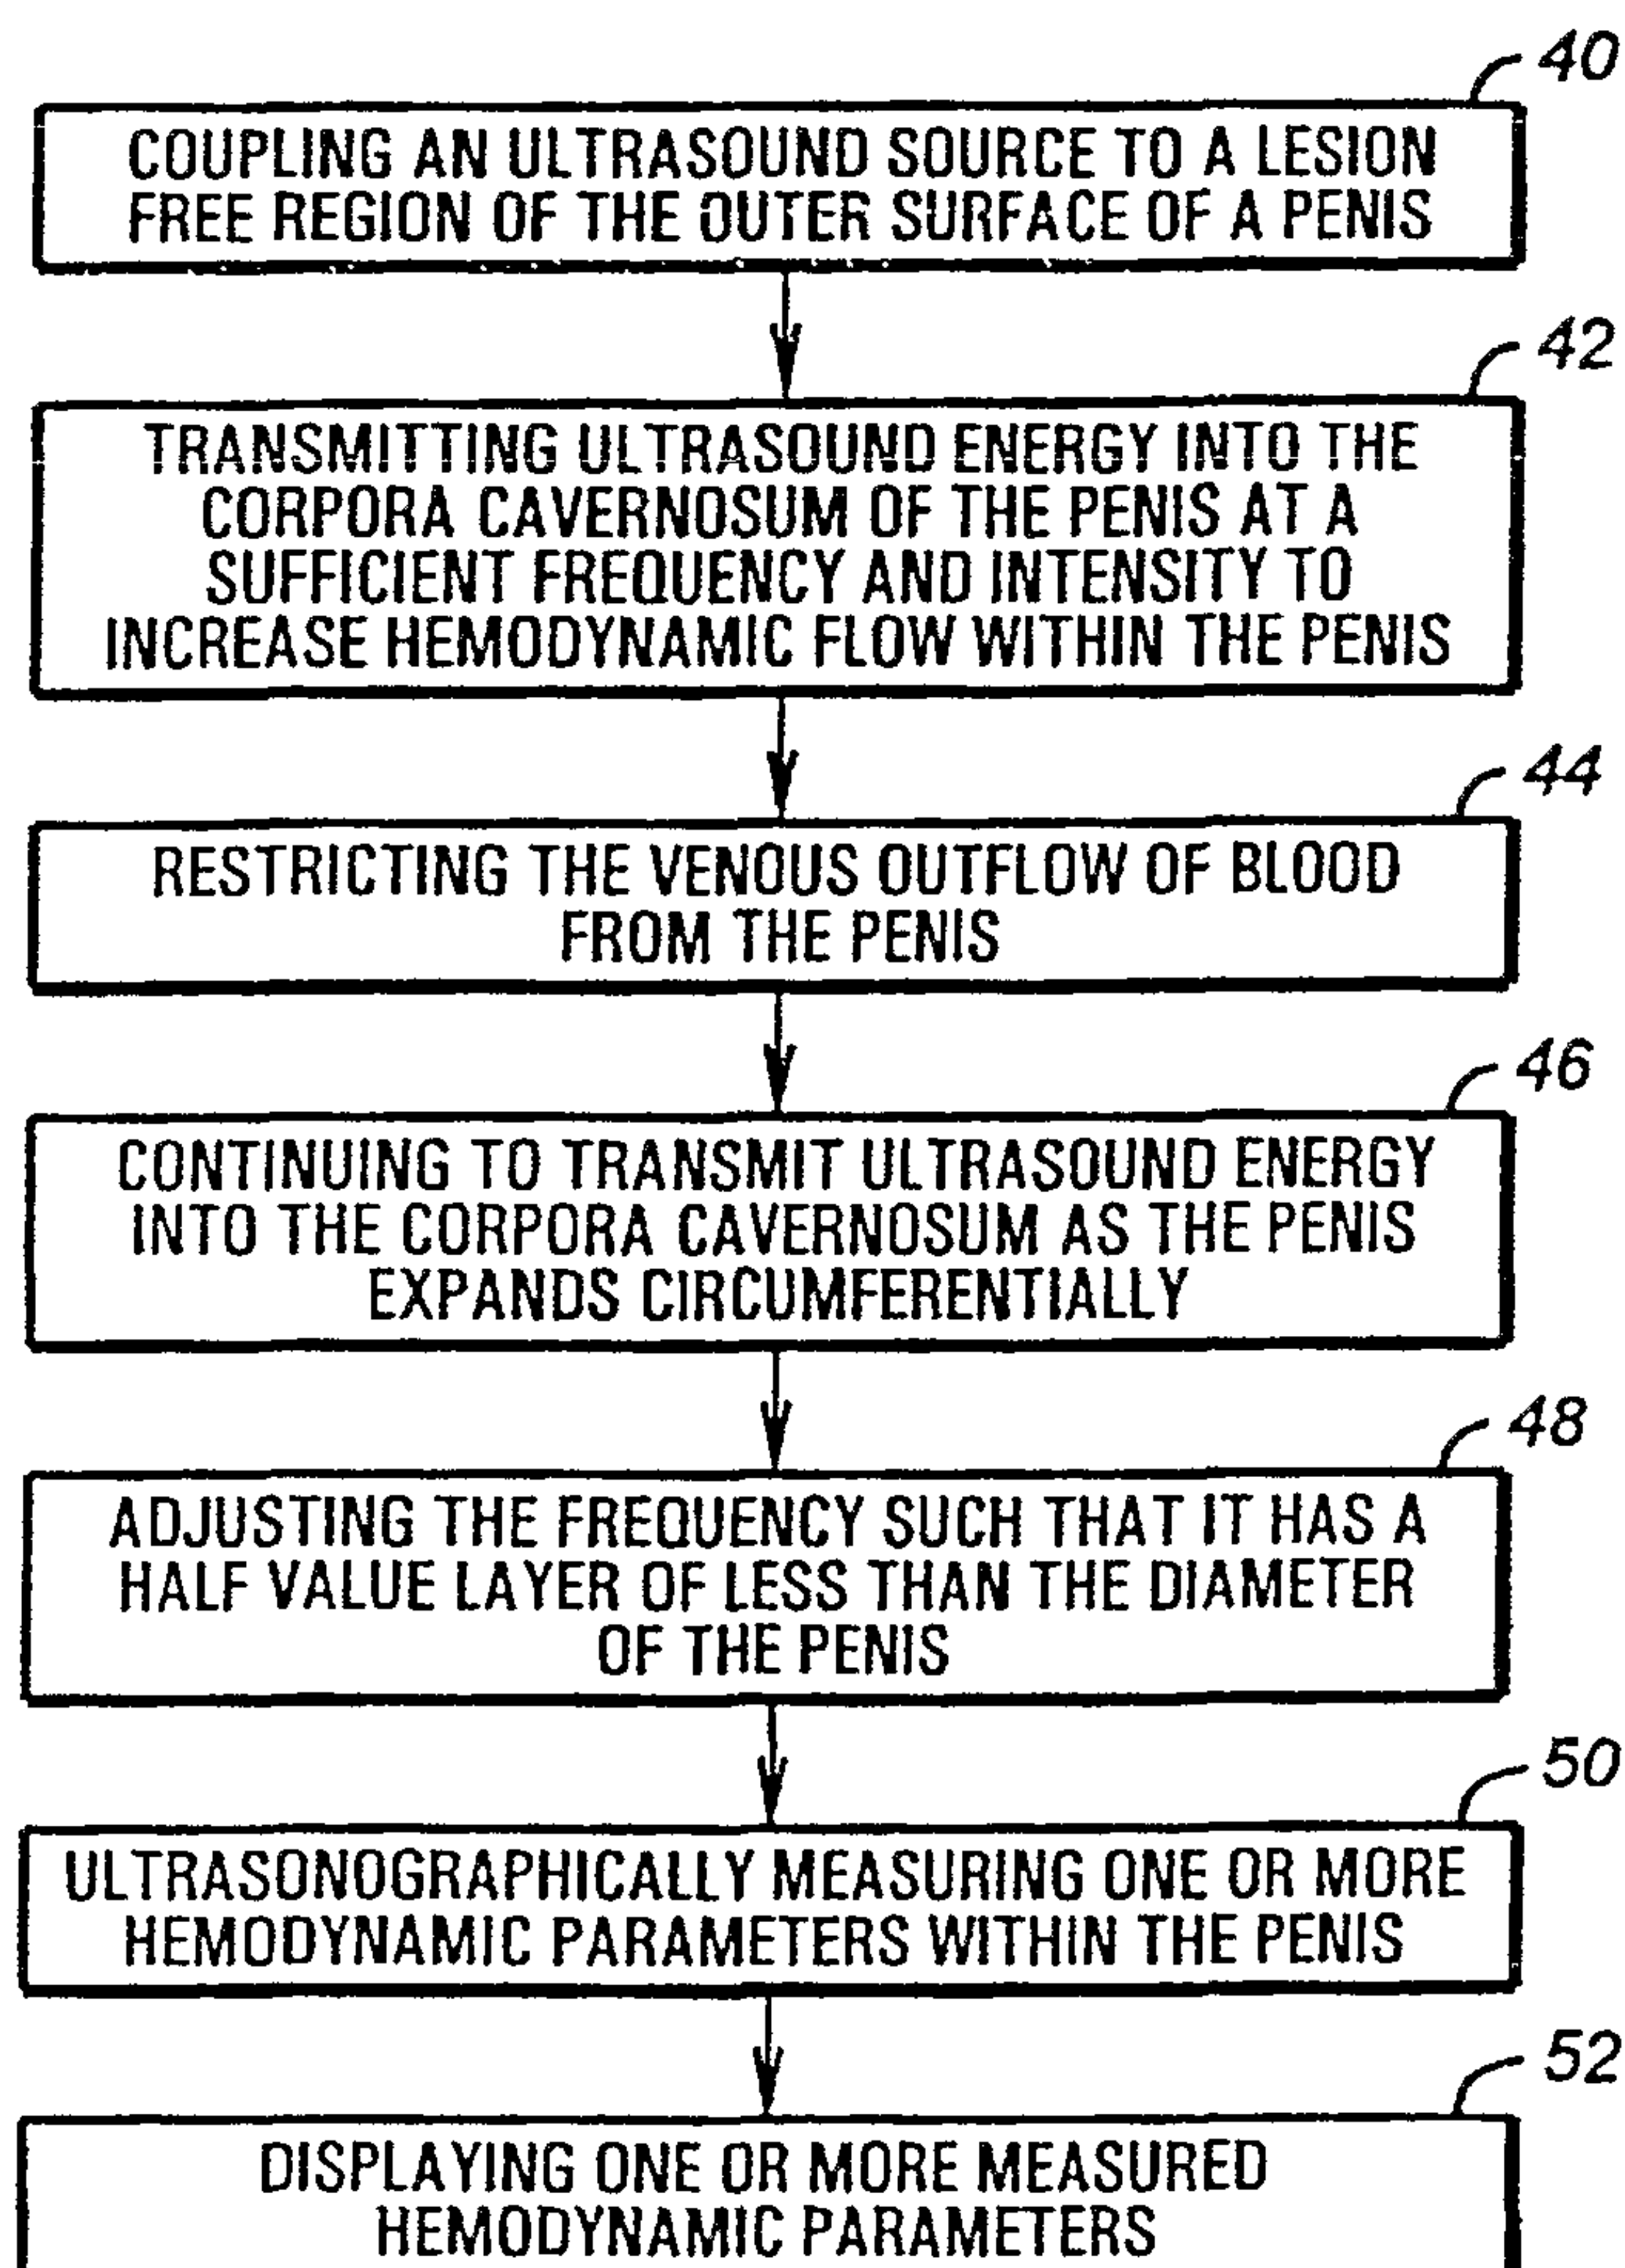 40
COUPLING AN ULTRASOUND SOURCE TO A LESION
FREE REGION OF THE OUTER SURFACE OF A PENIS
42
TRANSMITTING ULTRASOUND ENERGY INTO THE
CORPORA CAVERNOSUM OF THE PENIS AT A
SUFFICIENT FREQUENCY AND INTENSITY TO
INCREASE HEMODYNAMIC FLOW WITHIN THE PENIS
44
RESTRICTING THE VENOUS OUTFLOW OF BLOOD
FROM THE PENIS
46
CONTINUING TO TRANSMIT ULTRASOUND ENERGY
INTO THE CORPORA CAVERNOSUM AS THE PENIS
EXPANDS CIRCUMFERENTIALLY
48
ADJUSTING THE FREQUENCY SUCH THAT IT HAS A
HALF VALUE LAYER OF LESS THAN THE DIAMETER
OF THE PENIS
50
ULTRASONOGRAPHICALLY MEASURING ONE OR MORE
HEMODYNAMIC PARAMETERS WITHIN THE PENIS
52
DISPLAYING ONE OR MORE MEASURED
HEMODYNAMIC PARAMETERS